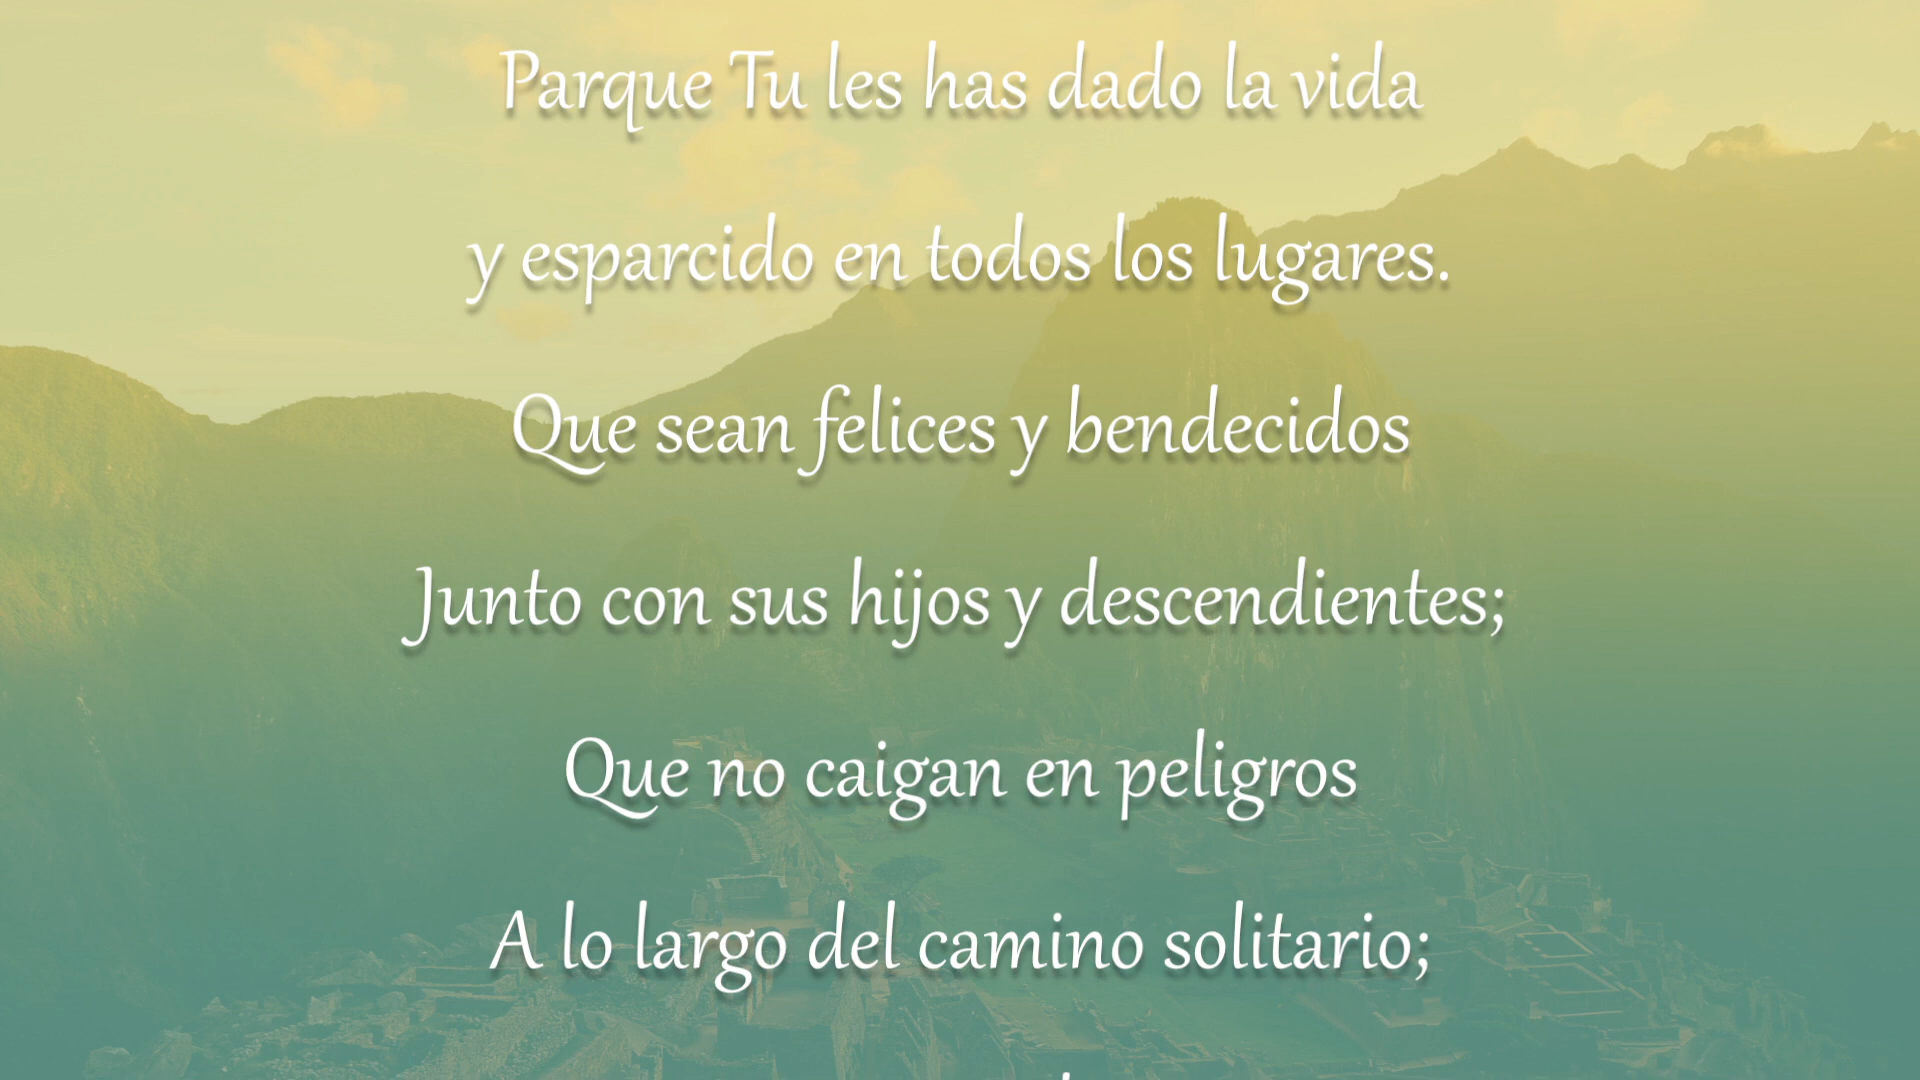 Parque Tu les has dado la vida
y esparcido en todos los lugares.
Que sean felices y bendecidos
Junto con sus hijos y descendientes;
Que no caigan en peligros
A lo largo del camino solitario;